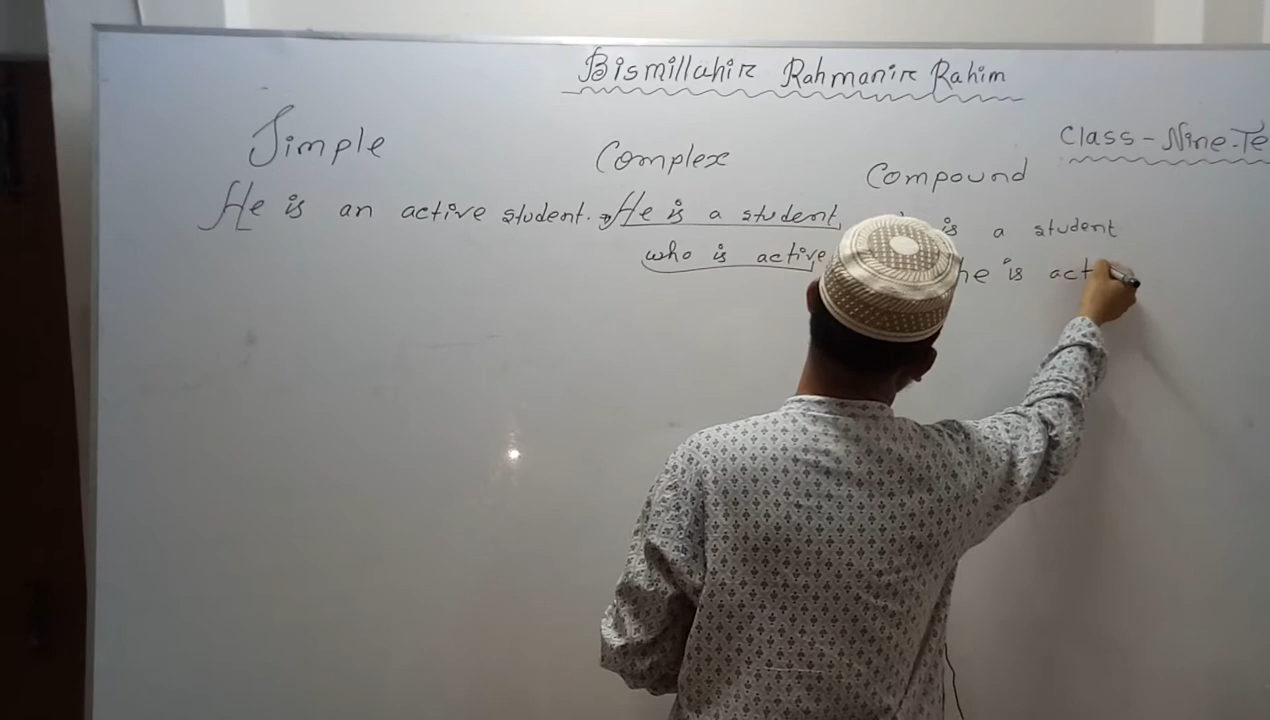 Bismillahir Rahmanir Rahim
Class - Nine-Te
Simple
He is an active student.
Complex
He is a student,
who is active
Compound
is a student
he is act